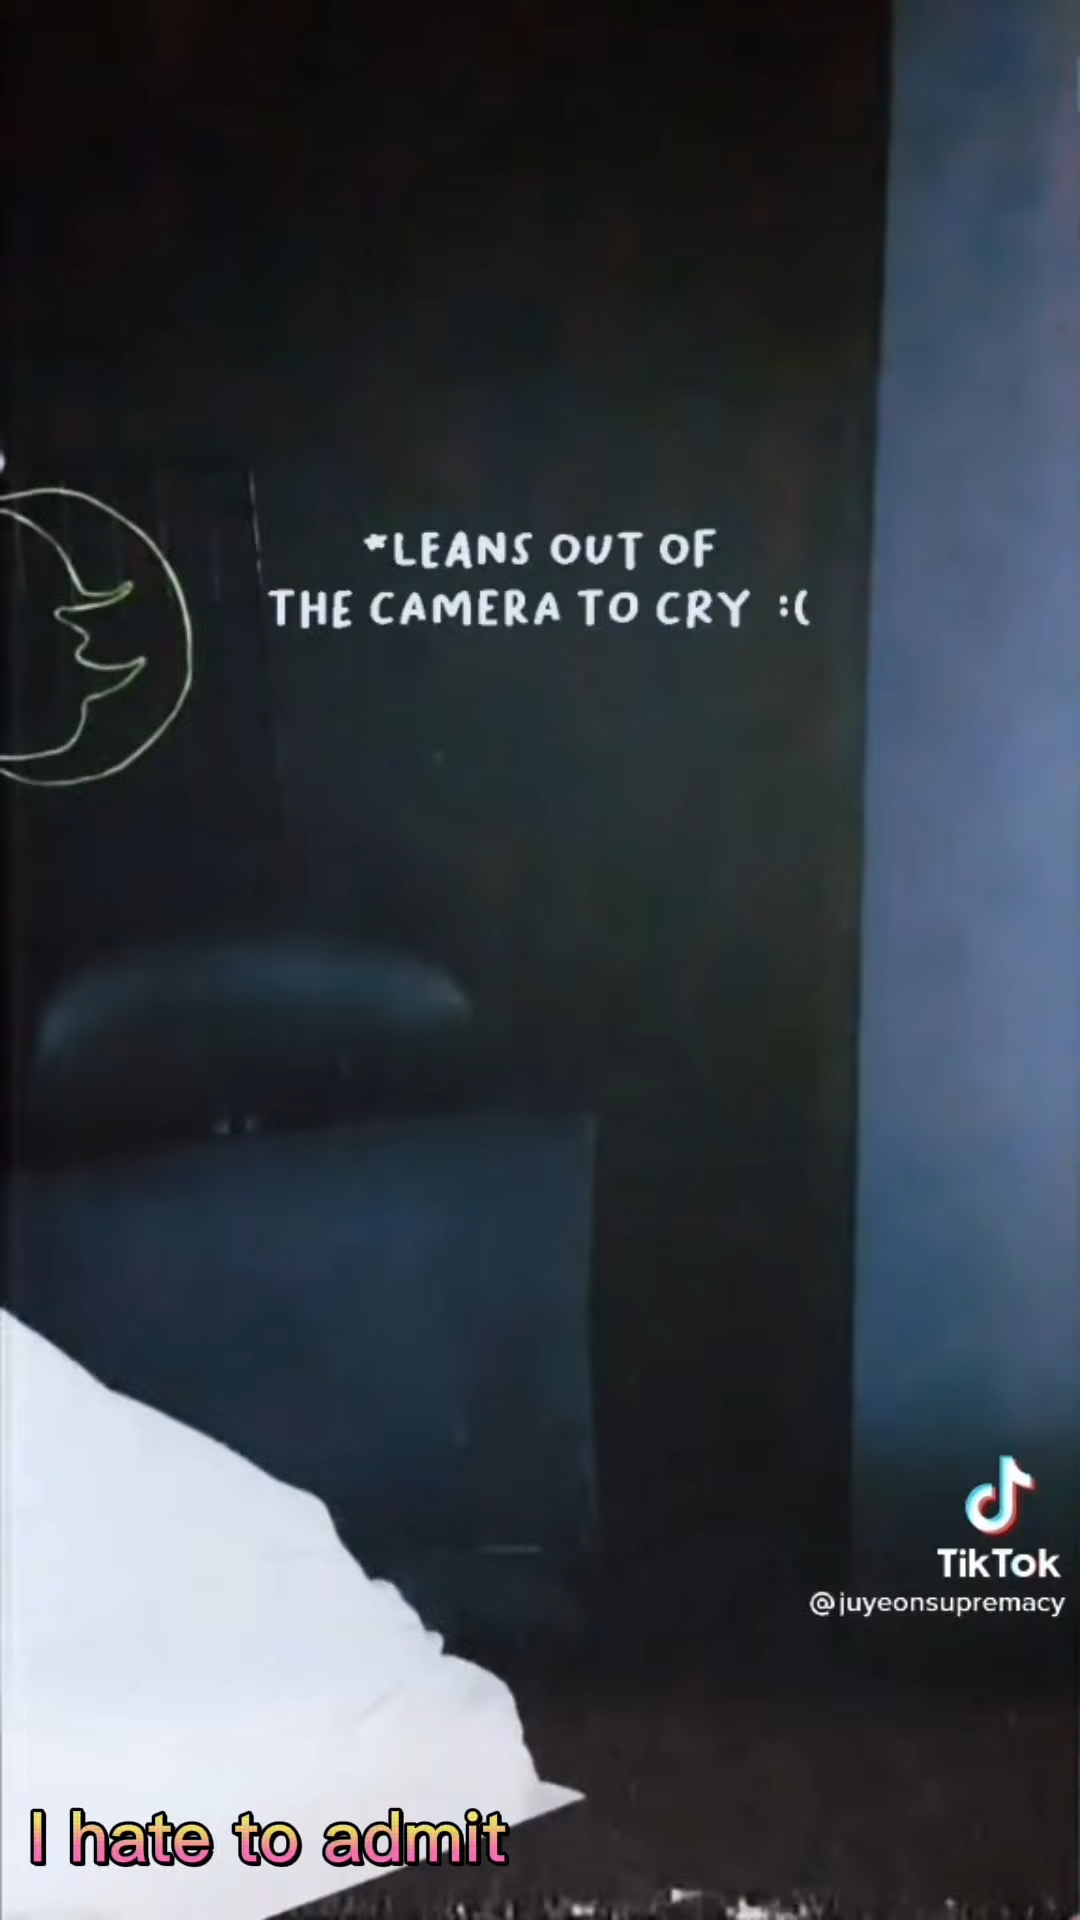 *LEANS OUT OF
THE CAMERA TO CRY :(
TikTok
@juyeonsupremacy
I hate to admit